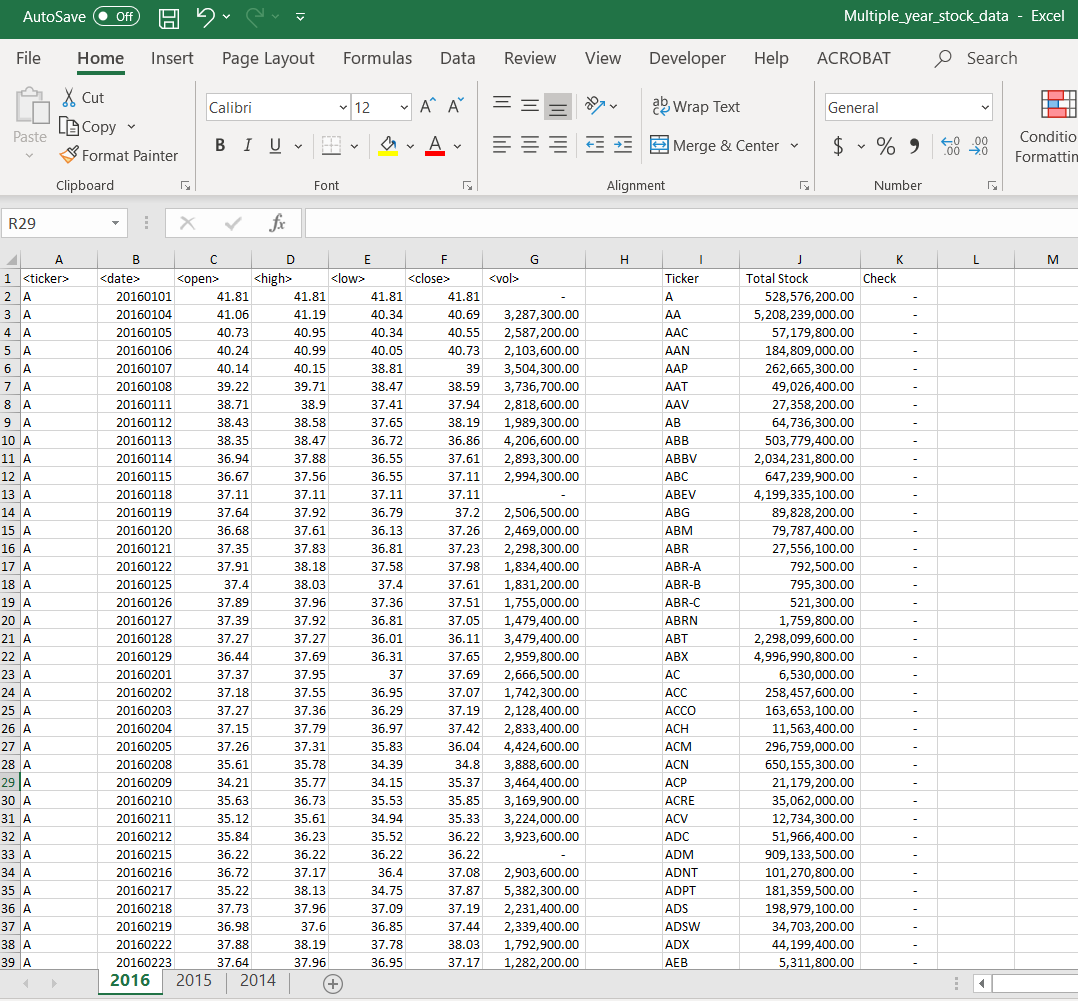 AutoSave Off Multiple_year_stock_data - Excel
File Home Insert Page Layout Formulas Data Review View Developer Help ACROBAT Search
Paste Cut Copy Format Painter
Calibri 12 A^ Aˇ
B I U A
ab Wrap Text
Merge & Center
General
$ % , .00 .00
Conditio
Formattin
Clipboard Font Alignment Number
R29 fx
A B C D E F G H I J K L M
1 <ticker> <date> <open> <high> <low> <close> <vol> Ticker Total Stock Check
2 A 20160101 41.81 41.81 41.81 41.81 - A 528,576,200.00 -
3 A 20160104 41.06 41.19 40.34 40.69 3,287,300.00 AA 5,208,239,000.00 -
4 A 20160105 40.73 40.95 40.34 40.55 2,587,200.00 AAC 57,179,800.00 -
5 A 20160106 40.24 40.99 40.05 40.73 2,103,600.00 AAN 184,809,000.00 -
6 A 20160107 40.14 40.15 38.81 39 3,504,300.00 AAP 262,665,300.00 -
7 A 20160108 39.22 39.71 38.47 38.59 3,736,700.00 AAT 49,026,400.00 -
8 A 20160111 38.71 38.9 37.41 37.94 2,818,600.00 AAV 27,358,200.00 -
9 A 20160112 38.43 38.58 37.65 38.19 1,989,300.00 AB 64,736,300.00 -
10 A 20160113 38.35 38.47 36.72 36.86 4,206,600.00 ABB 503,779,400.00 -
11 A 20160114 36.94 37.88 36.55 37.61 2,893,300.00 ABBV 2,034,231,800.00 -
12 A 20160115 36.67 37.56 36.55 37.11 2,994,300.00 ABC 647,239,900.00 -
13 A 20160118 37.11 37.11 37.11 37.11 - ABEV 4,199,335,100.00 -
14 A 20160119 37.64 37.92 36.79 37.2 2,506,500.00 ABG 89,828,200.00 -
15 A 20160120 36.68 37.61 36.13 37.26 2,469,000.00 ABM 79,787,400.00 -
16 A 20160121 37.35 37.83 36.81 37.23 2,298,300.00 ABR 27,556,100.00 -
17 A 20160122 37.91 38.18 37.58 37.98 1,834,400.00 ABR-A 792,500.00 -
18 A 20160125 37.4 38.03 37.4 37.61 1,831,200.00 ABR-B 795,300.00 -
19 A 20160126 37.89 37.96 37.36 37.51 1,755,000.00 ABR-C 521,300.00 -
20 A 20160127 37.39 37.92 36.81 37.05 1,479,400.00 ABRN 1,759,800.00 -
21 A 20160128 37.27 37.27 36.01 36.11 3,479,400.00 ABT 2,298,099,600.00 -
22 A 20160129 36.44 37.69 36.31 37.65 2,959,800.00 ABX 4,996,990,800.00 -
23 A 20160201 37.37 37.95 37 37.69 2,666,500.00 AC 6,530,000.00 -
24 A 20160202 37.18 37.55 36.95 37.07 1,742,300.00 ACC 258,457,600.00 -
25 A 20160203 37.27 37.36 36.29 37.19 2,128,400.00 ACCO 163,653,100.00 -
26 A 20160204 37.15 37.79 36.97 37.42 2,833,400.00 ACH 11,563,400.00 -
27 A 20160205 37.26 37.31 35.83 36.04 4,424,600.00 ACM 296,759,000.00 -
28 A 20160208 35.61 35.78 34.39 34.8 3,888,600.00 ACN 650,155,300.00 -
29 A 20160209 34.21 35.77 34.15 35.37 3,464,400.00 ACP 21,179,200.00 -
30 A 20160210 35.63 36.73 35.53 35.85 3,169,900.00 ACRE 35,062,000.00 -
31 A 20160211 35.12 35.61 34.94 35.33 3,224,000.00 ACV 12,734,300.00 -
32 A 20160212 35.84 36.23 35.52 36.22 3,923,600.00 ADC 51,966,400.00 -
33 A 20160215 36.22 36.22 36.22 36.22 - ADM 909,133,500.00 -
34 A 20160216 36.72 37.17 36.4 37.08 2,903,600.00 ADNT 101,270,800.00 -
35 A 20160217 35.22 38.13 34.75 37.87 5,382,300.00 ADPT 181,359,500.00 -
36 A 20160218 37.73 37.96 37.09 37.19 2,231,400.00 ADS 198,979,100.00 -
37 A 20160219 36.98 37.6 36.85 37.44 2,339,400.00 ADSW 34,703,200.00 -
38 A 20160222 37.88 38.19 37.78 38.03 1,792,900.00 ADX 44,199,400.00 -
39 A 20160223 37.64 37.96 36.95 37.17 1,282,200.00 AEB 5,311,800.00 -
2016 2015 2014